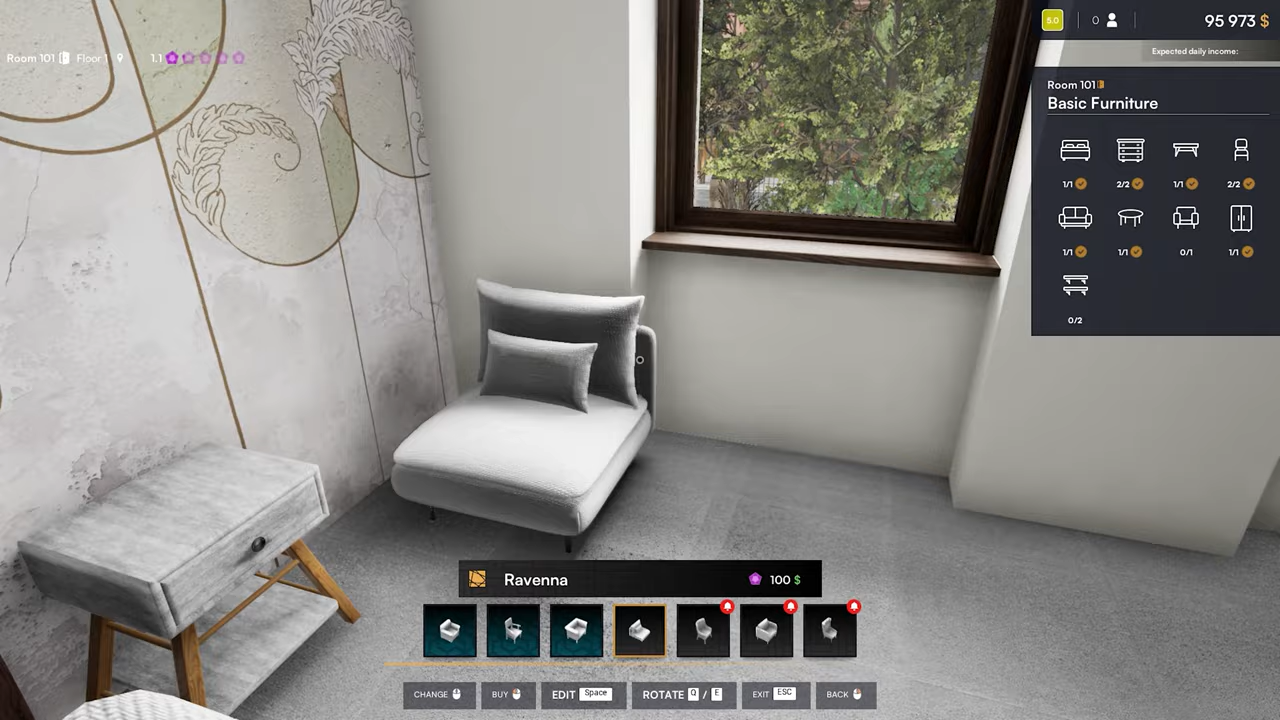 5.0 0 95 973 $
Room 101 Floor 1 1.1
Expected daily income:
Room 101
Basic Furniture
1/1 2/2 1/1 2/2
1/1 1/1 0/1 1/1
0/2
Ravenna 100 $
CHANGE BUY EDIT Space ROTATE Q / E EXIT ESC BACK